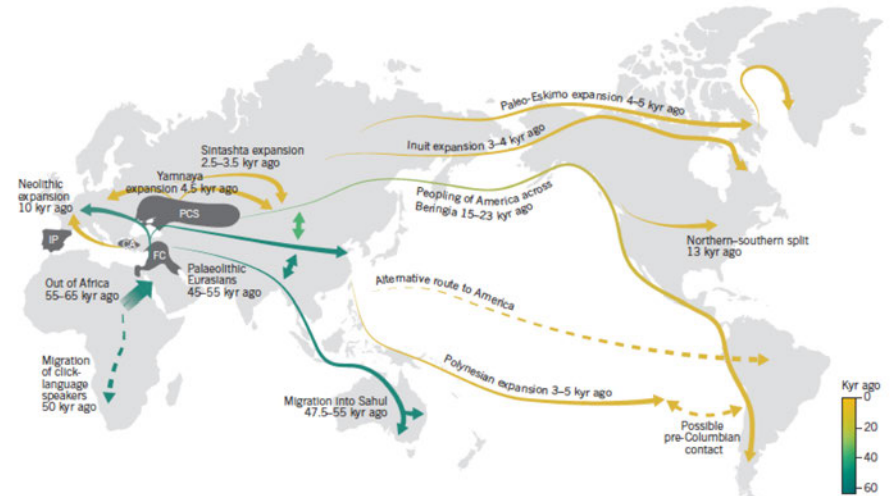 Paleo-Eskimo expansion 4–5 kyr ago
Inuit expansion 3–4 kyr ago
Sintashta expansion
2.5–3.5 kyr ago
Yamnaya
expansion 4.5 kyr ago
Neolithic
expansion
10 kyr ago
PCS
Peopling of America across
Beringia 15–23 kyr ago
IP
CA
FC
Northern–southern split
13 kyr ago
Out of Africa
55–65 kyr ago
Palaeolithic
Eurasians
45–55 kyr ago
Alternative route to America
Migration
of click-
language
speakers
50 kyr ago
Migration into Sahul
47.5–55 kyr ago
Polynesian expansion 3–5 kyr ago
Possible
pre-Columbian
contact
Kyr ago
0
20
40
60